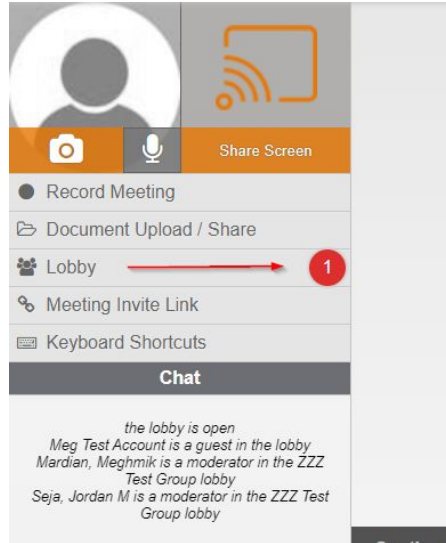 Share Screen
Record Meeting
Document Upload / Share
Lobby 1
Meeting Invite Link
Keyboard Shortcuts
Chat
the lobby is open
Meg Test Account is a guest in the lobby
Mardian, Meghmik is a moderator in the ZZZ
Test Group lobby
Seja, Jordan M is a moderator in the ZZZ Test
Group lobby